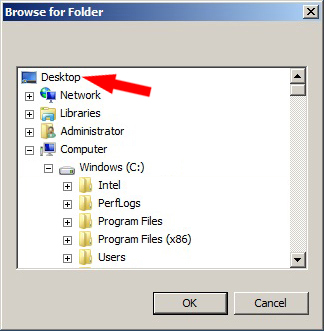 Browse for Folder
Desktop
Network
Libraries
Administrator
Computer
Windows (C:)
Intel
PerfLogs
Program Files
Program Files (x86)
Users
OK
Cancel